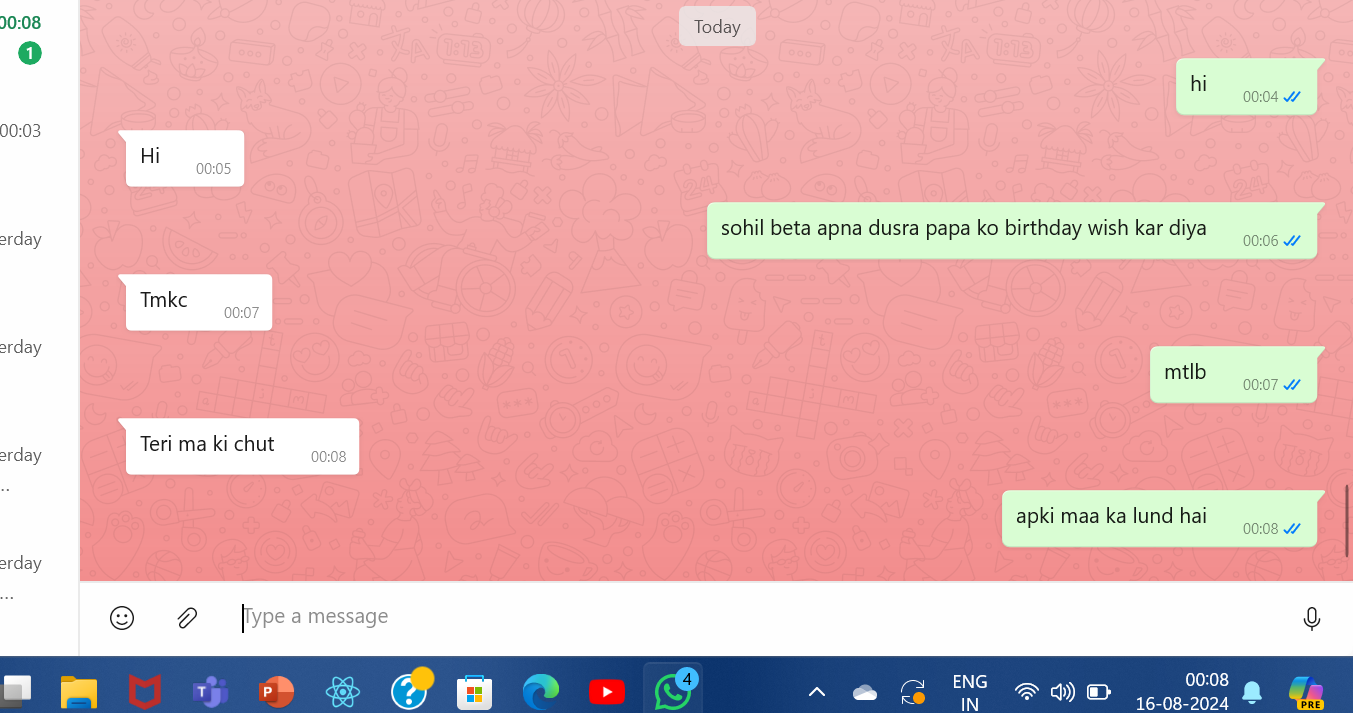 00:08
1
00:03
erday
erday
erday
...
erday
...
Today
hi
00:04
Hi
00:05
sohil beta apna dusra papa ko birthday wish kar diya
00:06
Tmkc
00:07
mtlb
00:07
Teri ma ki chut
00:08
apki maa ka lund hai
00:08
Type a message
4
ENG
IN
00:08
16-08-2024
PRE